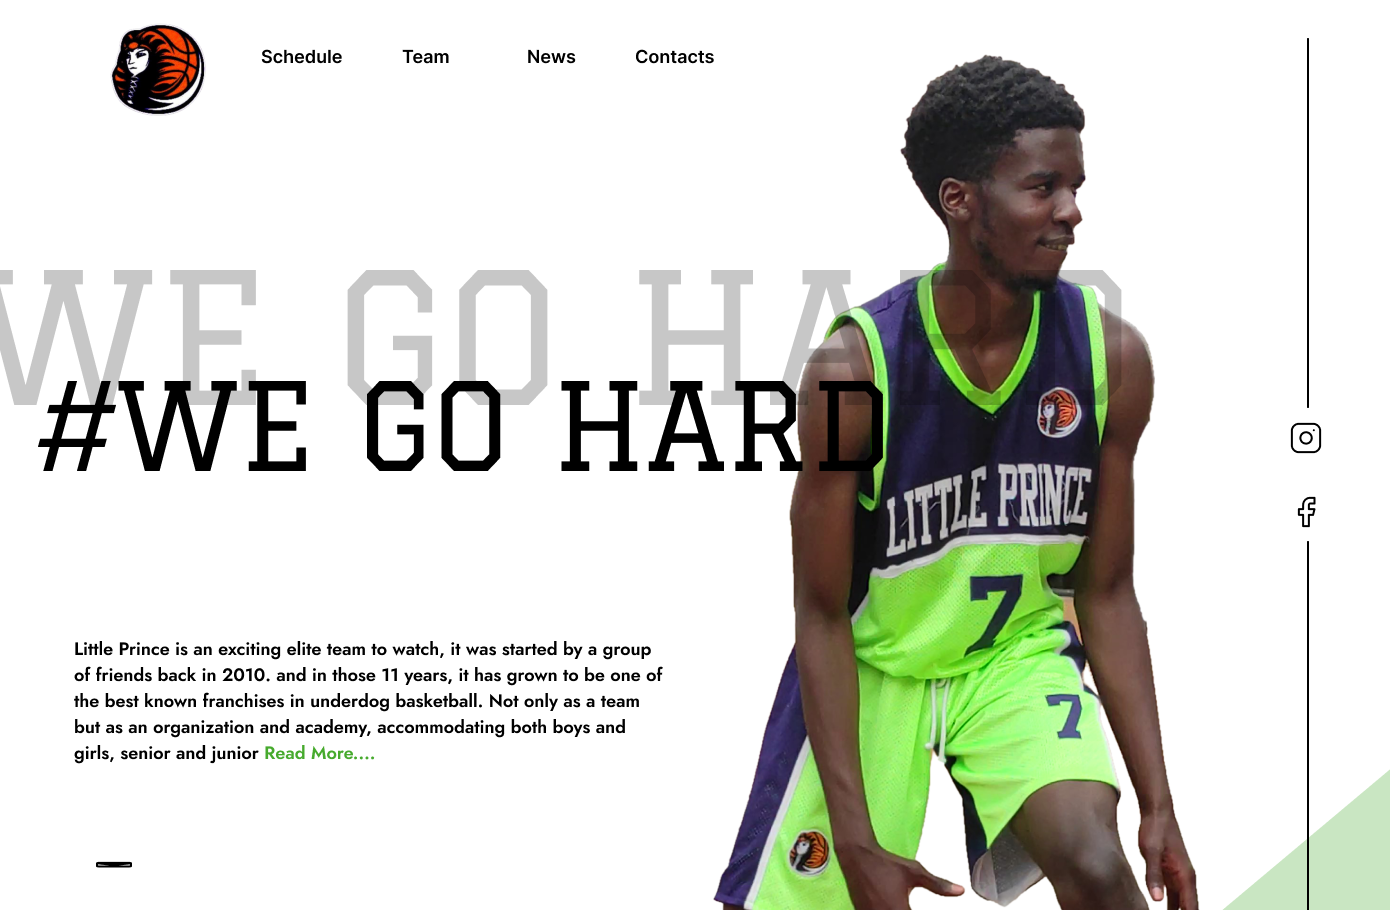 Schedule Team News Contacts
WE GO HARD
#WE GO HARD
LITTLE PRINCE
7
7
Little Prince is an exciting elite team to watch, it was started by a group
of friends back in 2010. and in those 11 years, it has grown to be one of
the best known franchises in underdog basketball. Not only as a team
but as an organization and academy, accommodating both boys and
girls, senior and junior Read More....